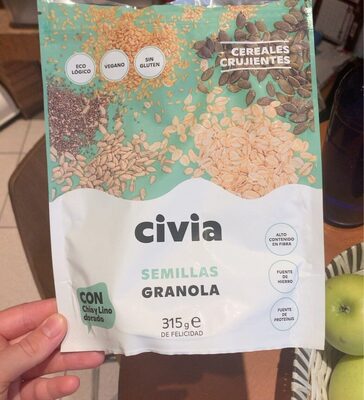 ECO
LÓGICO
VEGANO
SIN
GLUTEN
CEREALES
CRUJIENTES
civia
SEMILLAS
GRANOLA
ALTO
CONTENIDO
EN FIBRA
FUENTE
DE
HIERRO
FUENTE
DE
PROTEÍNAS
CON
Chía y Lino
dorado
315g e
DE FELICIDAD